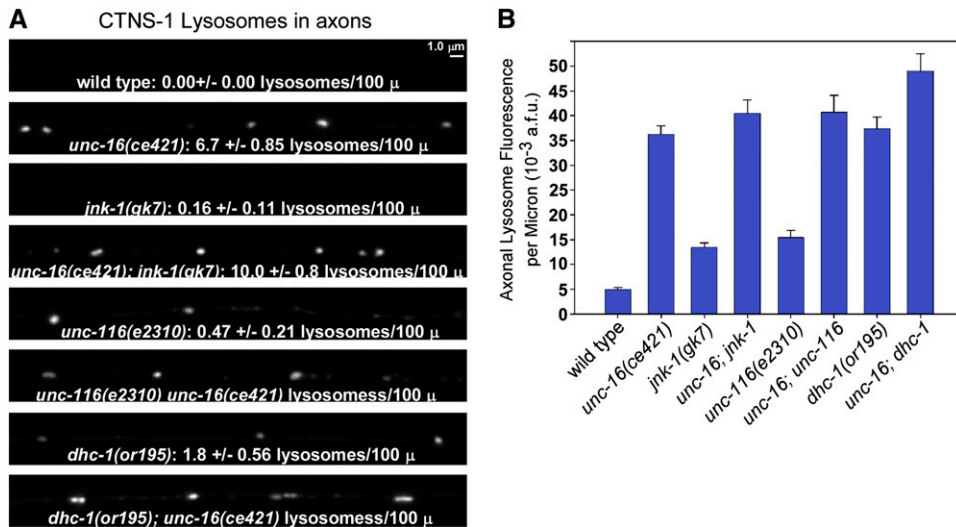 A
CTNS-1 Lysosomes in axons
1.0 μm
wild type: 0.00+/- 0.00 lysosomes/100 μ
unc-16(ce421): 6.7 +/- 0.85 lysosomes/100 μ
jnk-1(gk7): 0.16 +/- 0.11 lysosomes/100 μ
unc-16(ce421); jnk-1(gk7): 10.0 +/- 0.8 lysosomes/100 μ
unc-116(e2310): 0.47 +/- 0.21 lysosomes/100 μ
unc-116(e2310) unc-16(ce421) lysosomess/100 μ
dhc-1(or195): 1.8 +/- 0.56 lysosomes/100 μ
dhc-1(or195); unc-16(ce421) lysosomess/100 μ
B
Axonal Lysosome Fluorescence
per Micron (10-3 a.f.u.)
50
45
40
35
30
25
20
15
10
5
0
wild type
unc-16(ce421)
jnk-1(gk7)
unc-16; jnk-1
unc-116(e2310)
unc-16; unc-116
dhc-1(or195)
unc-16; dhc-1